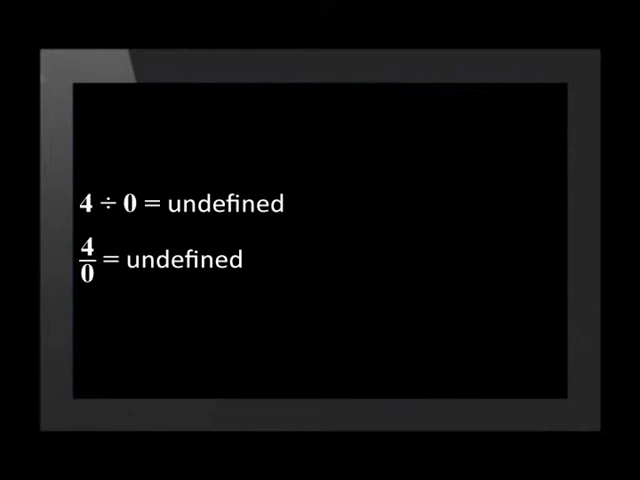 4 ÷ 0 = undefined
4/0 = undefined